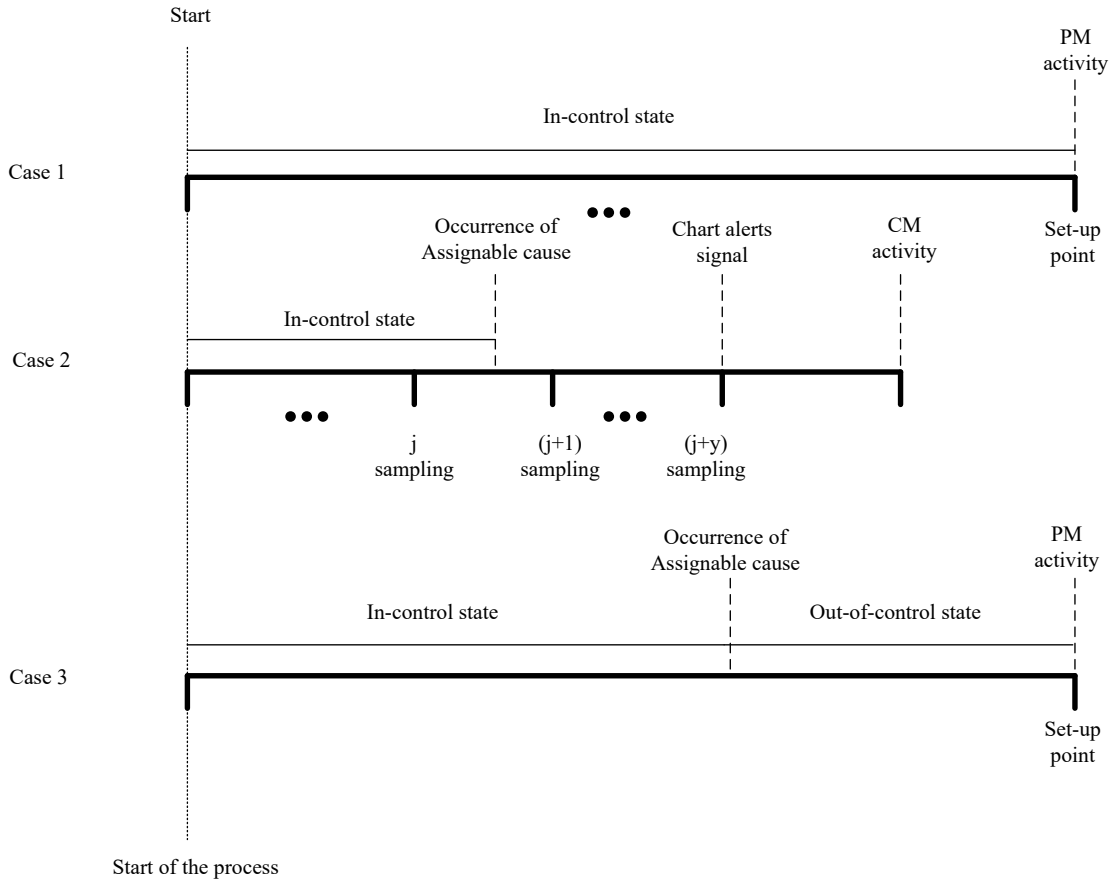 Start
PM
activity
In-control state
Case 1
Set-up
point
Occurrence of
Assignable cause
Chart alerts
signal
CM
activity
In-control state
Case 2
j
sampling
(j+1)
sampling
(j+y)
sampling
Occurrence of
Assignable cause
PM
activity
In-control state
Out-of-control state
Case 3
Set-up
point
Start of the process